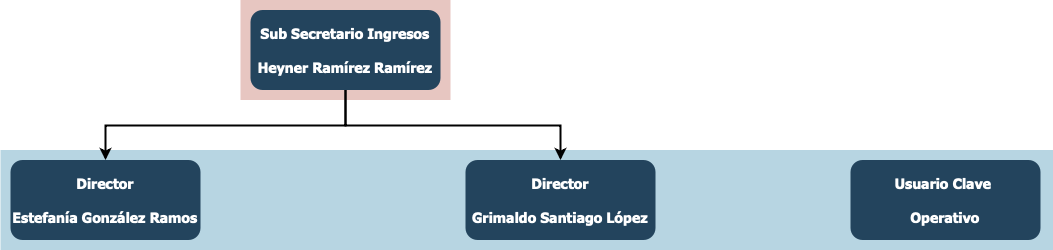 Sub Secretario Ingresos
Heyner Ramírez Ramírez
Director
Estefanía González Ramos
Director
Grimaldo Santiago López
Usuario Clave
Operativo